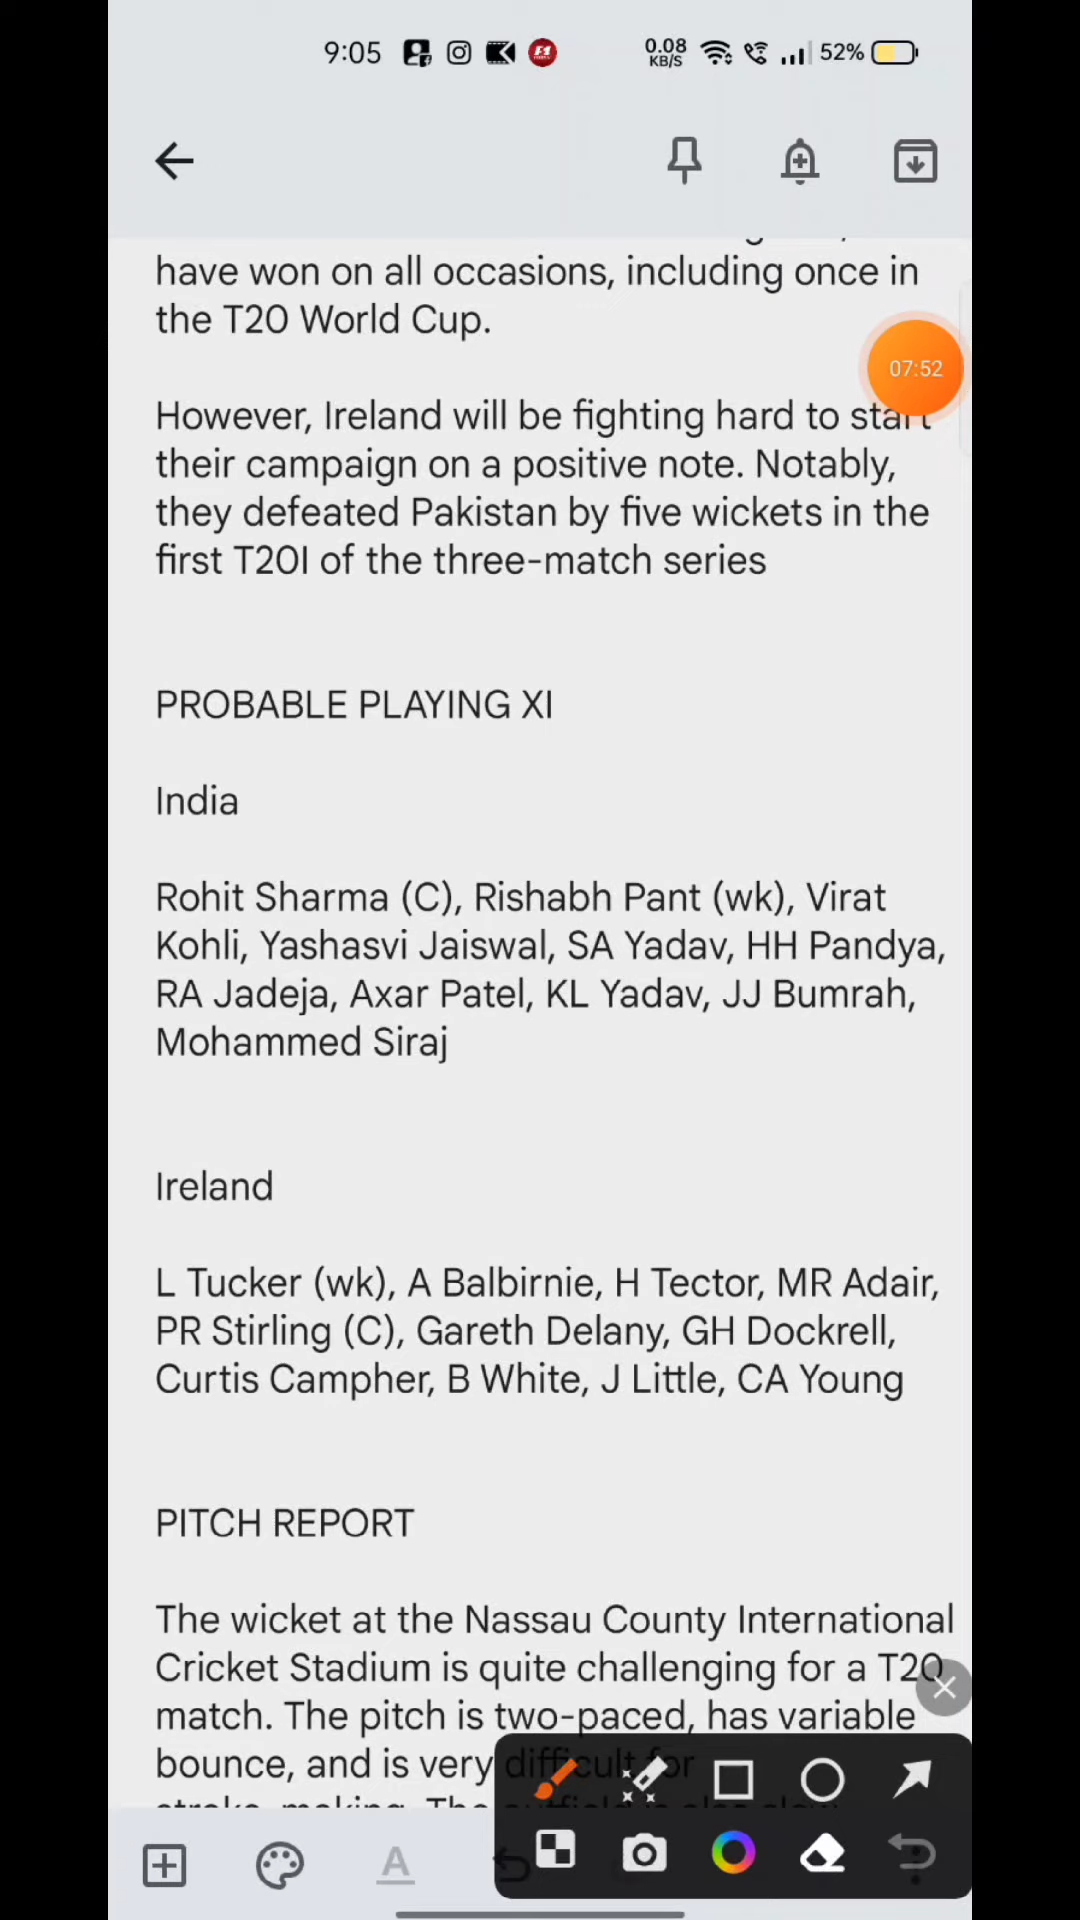 9:05
0.08
KB/S
52%
have won on all occasions, including once in
the T20 World Cup.
07:52
However, Ireland will be fighting hard to start
their campaign on a positive note. Notably,
they defeated Pakistan by five wickets in the
first T20I of the three-match series
PROBABLE PLAYING XI
India
Rohit Sharma (C), Rishabh Pant (wk), Virat
Kohli, Yashasvi Jaiswal, SA Yadav, HH Pandya,
RA Jadeja, Axar Patel, KL Yadav, JJ Bumrah,
Mohammed Siraj
Ireland
L Tucker (wk), A Balbirnie, H Tector, MR Adair,
PR Stirling (C), Gareth Delany, GH Dockrell,
Curtis Campher, B White, J Little, CA Young
PITCH REPORT
The wicket at the Nassau County International
Cricket Stadium is quite challenging for a T20
match. The pitch is two-paced, has variable
bounce, and is very difficult for
A